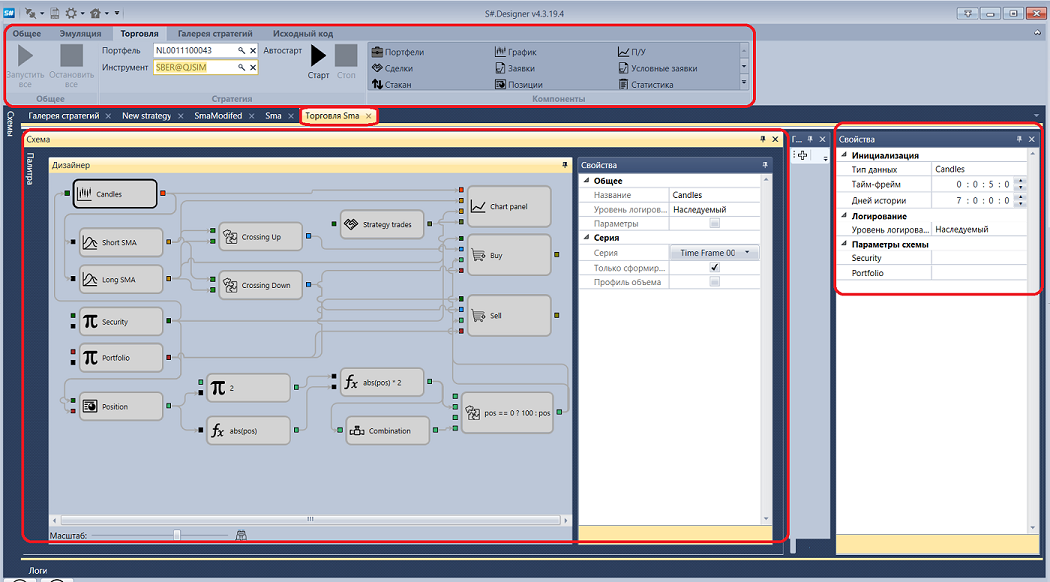 S#
S#.Designer v4.3.19.4
Общее Эмуляция Торговля Галерея стратегий Исходный код
Запустить все
Остановить все
Общее
Портфель NL0011100043
Инструмент SBER@QJSIM
Автостарт
Старт Стоп
Стратегия
Портфели График П/У
Сделки Заявки Условные заявки
Стакан Позиции Статистика
Компоненты
Схемы
Галерея стратегий New strategy SmaModifed Sma Торговля Sma
Схема
Палитра
Дизайнер
Candles
Short SMA
Long SMA
Security
Portfolio
Position
Crossing Up
Crossing Down
Strategy trades
Chart panel
Buy
Sell
2
abs(pos)
abs(pos) * 2
Combination
pos == 0 ? 100 : pos
Масштаб:
Свойства
Общее
Название Candles
Уровень логиров... Наследуемый
Параметры
Серия
Серия Time Frame 00
Только сформир...
Профиль объема
Г...
Свойства
Инициализация
Тип данных Candles
Тайм-фрейм 0 : 0 : 5 : 0
Дней истории 7 : 0 : 0 : 0
Логирование
Уровень логирова... Наследуемый
Параметры схемы
Security
Portfolio
Логи